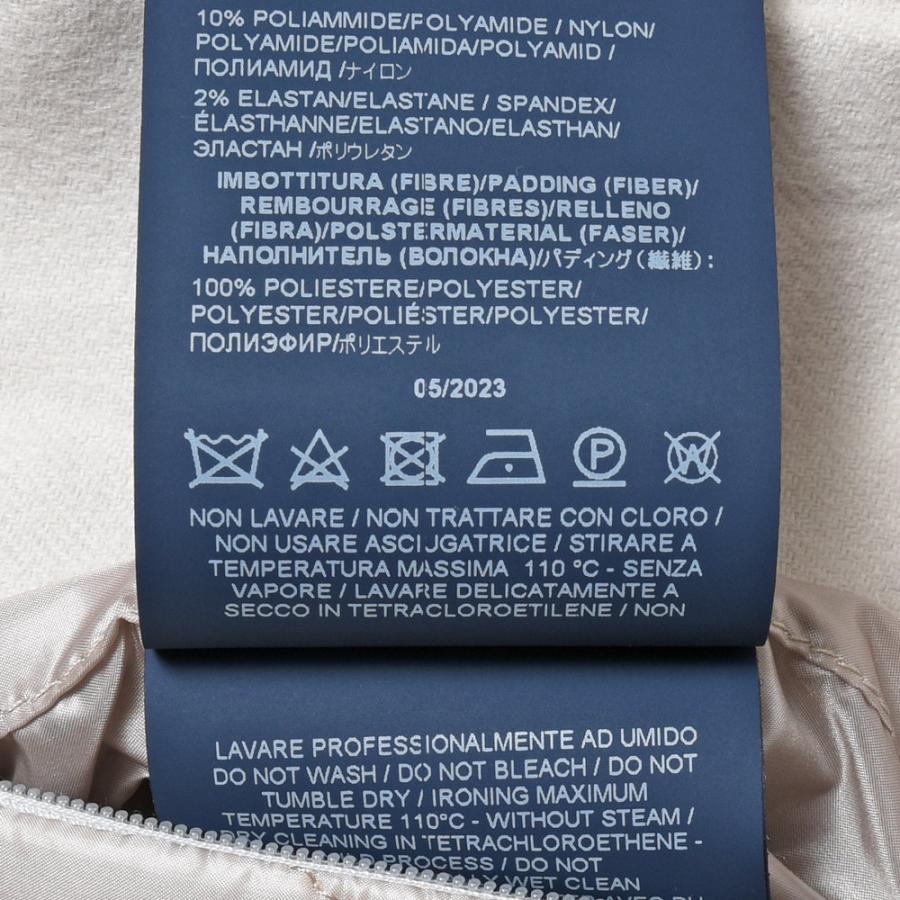 10% POLIAMMIDE/POLYAMIDE / NYLON/
POLYAMIDE/POLIAMIDA/POLYAMID /
ПОЛИАМИД /ナイロン
2% ELASTAN/ELASTANE / SPANDEX/
ÉLASTHANNE/ELASTANO/ELASTHAN/
ЭЛАСТАН /ポリウレタン
IMBOTTITURA (FIBRE)/PADDING (FIBER)/
REMBOURRAGE (FIBRES)/RELLENO
(FIBRA)/POLSTERMATERIAL (FASER)/
НАПОЛНИТЕЛЬ (ВОЛОКНА)/パディング(繊維):
100% POLIESTERE/POLYESTER/
POLYESTER/POLIÉSTER/POLYESTER/
ПОЛИЭФИР/ポリエステル
05/2023
P W
NON LAVARE / NON TRATTARE CON CLORO /
NON USARE ASCIUGATRICE / STIRARE A
TEMPERATURA MASSIMA 110 °C - SENZA
VAPORE / LAVARE DELICATAMENTE A
SECCO IN TETRACLOROETILENE / NON
LAVARE PROFESSIONALMENTE AD UMIDO
DO NOT WASH / DO NOT BLEACH / DO NOT
TUMBLE DRY / IRONING MAXIMUM
TEMPERATURE 110°C - WITHOUT STEAM /
DRY CLEANING IN TETRACHLOROETHENE -
PROCESS / DO NOT
WET CLEAN